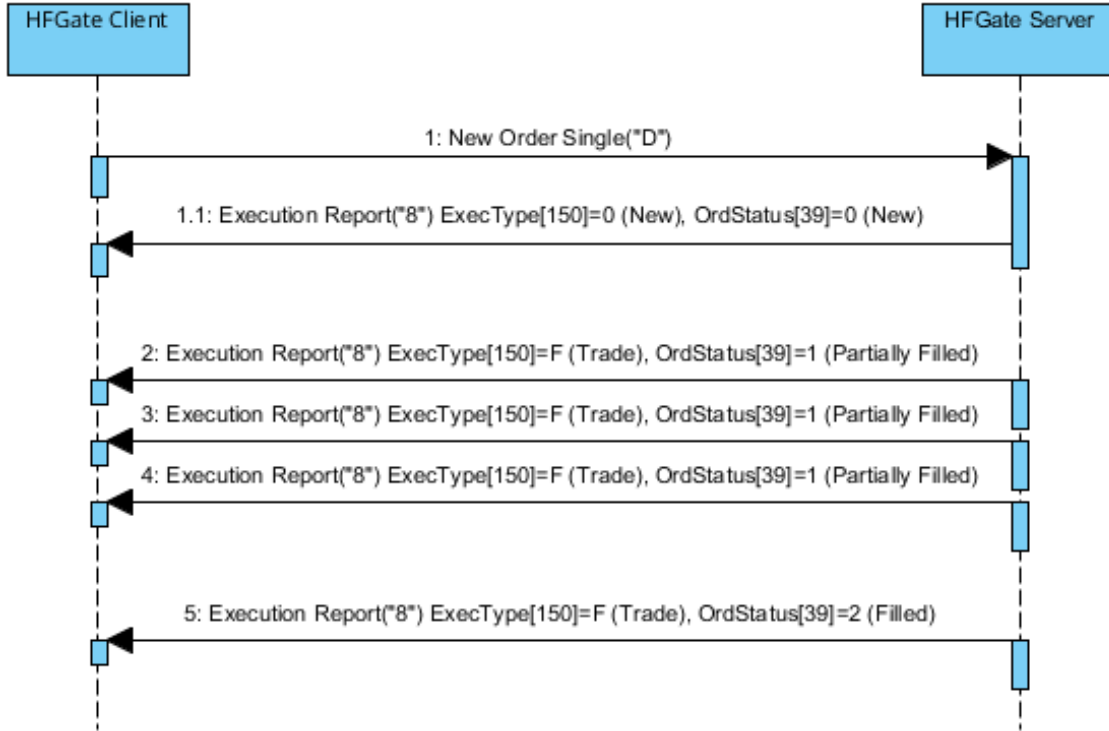 HFGate Client
HFGate Server
1: New Order Single("D")
1.1: Execution Report("8") ExecType[150]=0 (New), OrdStatus[39]=0 (New)
2: Execution Report("8") ExecType[150]=F (Trade), OrdStatus[39]=1 (Partially Filled)
3: Execution Report("8") ExecType[150]=F (Trade), OrdStatus[39]=1 (Partially Filled)
4: Execution Report("8") ExecType[150]=F (Trade), OrdStatus[39]=1 (Partially Filled)
5: Execution Report("8") ExecType[150]=F (Trade), OrdStatus[39]=2 (Filled)